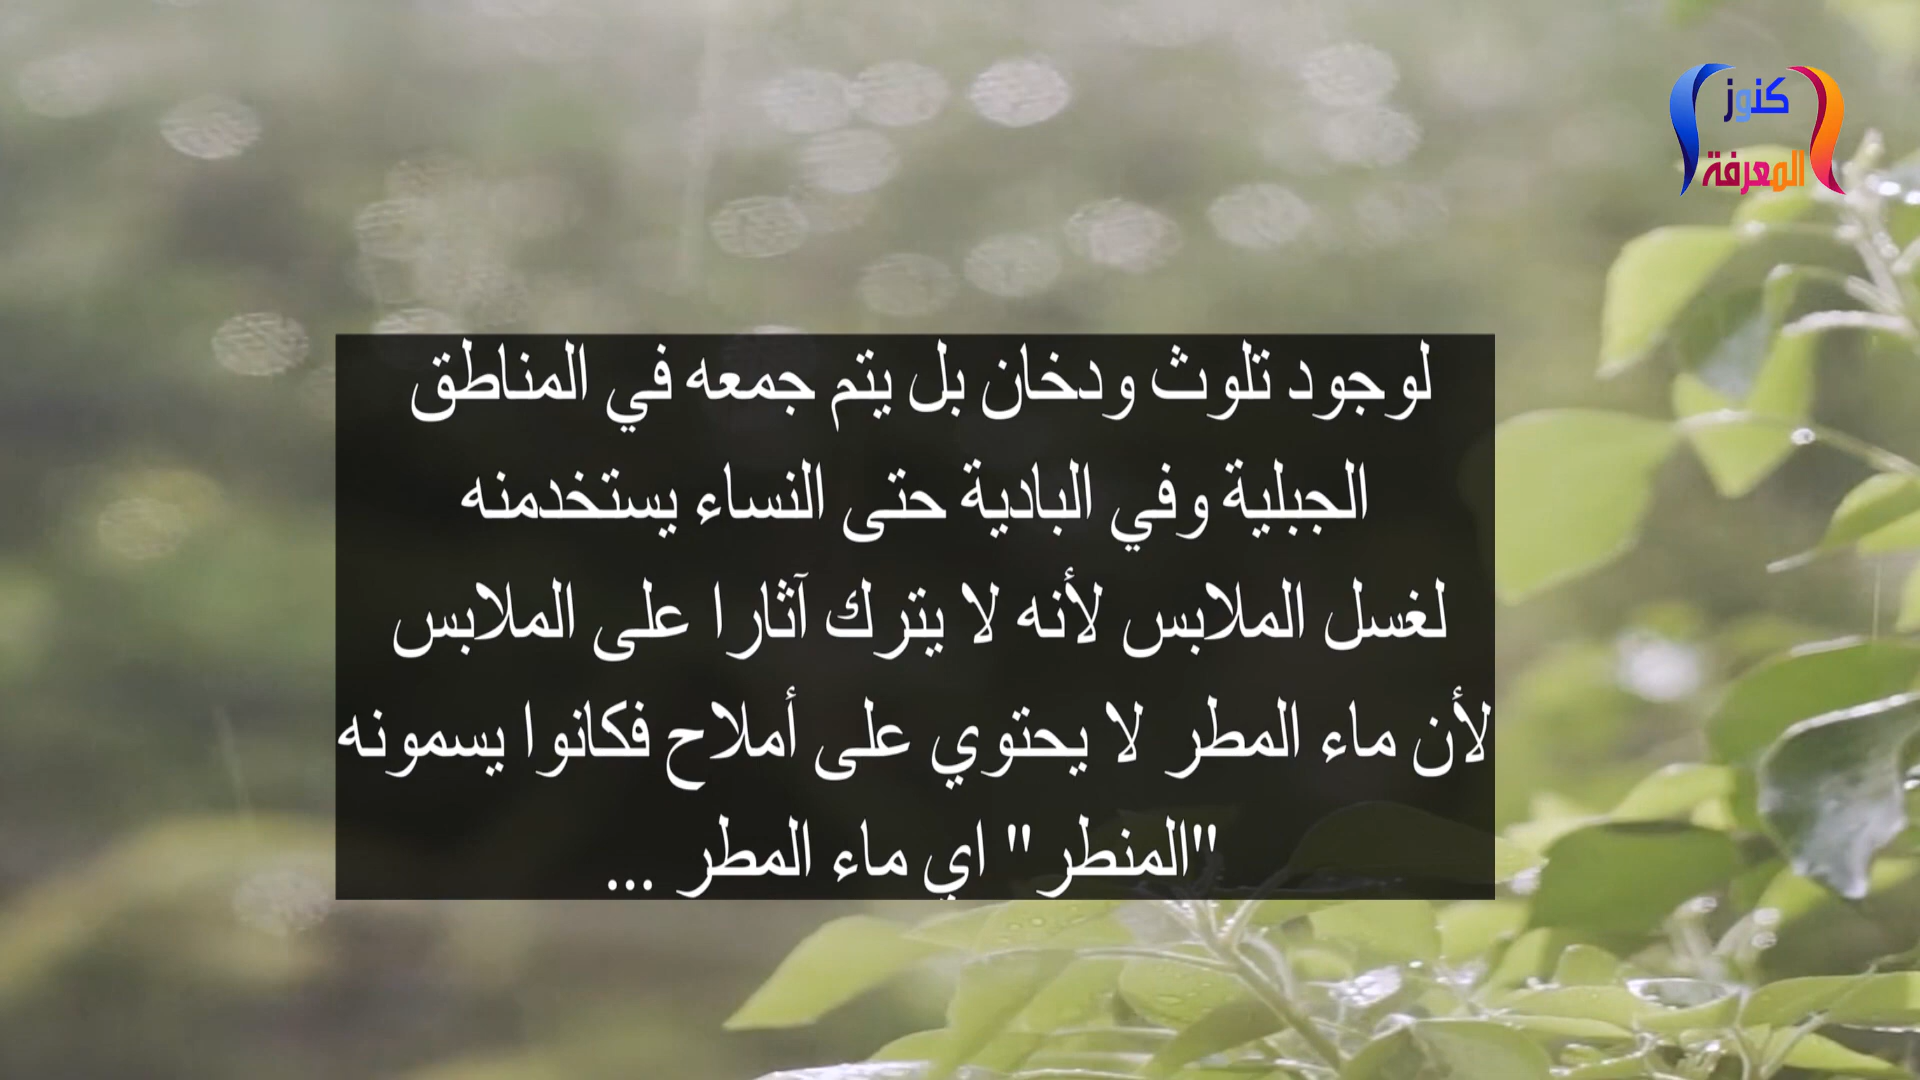 كنوز
المعرفة
لوجود تلوث ودخان بل يتم جمعه في المناطق
الجبلية وفي البادية حتى النساء يستخدمنه
لغسل الملابس لأنه لا يترك آثارا على الملابس
لأن ماء المطر لا يحتوي على أملاح فكانوا يسمونه
"المنطر" اي ماء المطر ...